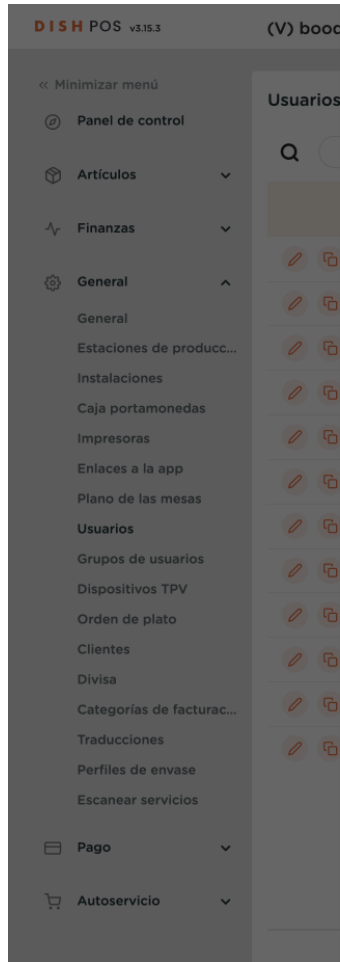 DISH POS v3.15.3
(V) booq
« Minimizar menú
Usuarios
Panel de control
Artículos
Finanzas
General
General
Estaciones de producc...
Instalaciones
Caja portamonedas
Impresoras
Enlaces a la app
Plano de las mesas
Usuarios
Grupos de usuarios
Dispositivos TPV
Orden de plato
Clientes
Divisa
Categorías de facturac...
Traducciones
Perfiles de envase
Escanear servicios
Pago
Autoservicio